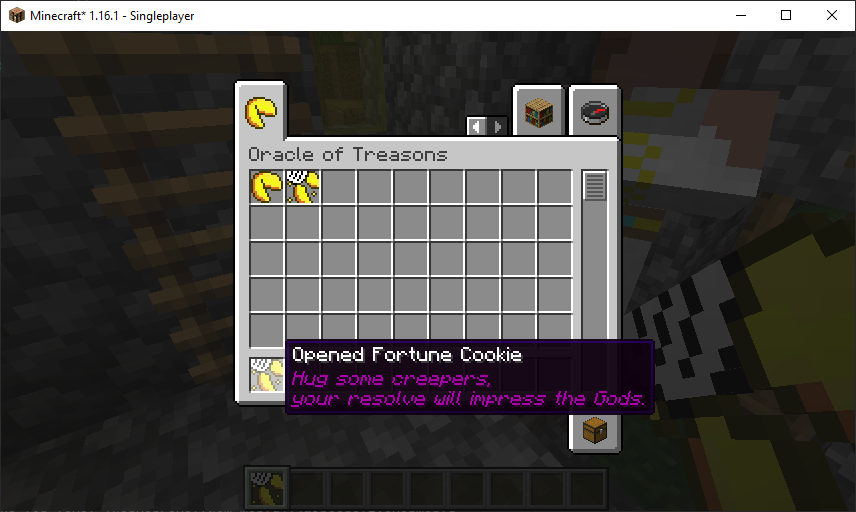 Minecraft* 1.16.1 - Singleplayer
Oracle of Treasons
Opened Fortune Cookie
Hug some creepers,
your resolve will impress the Gods.